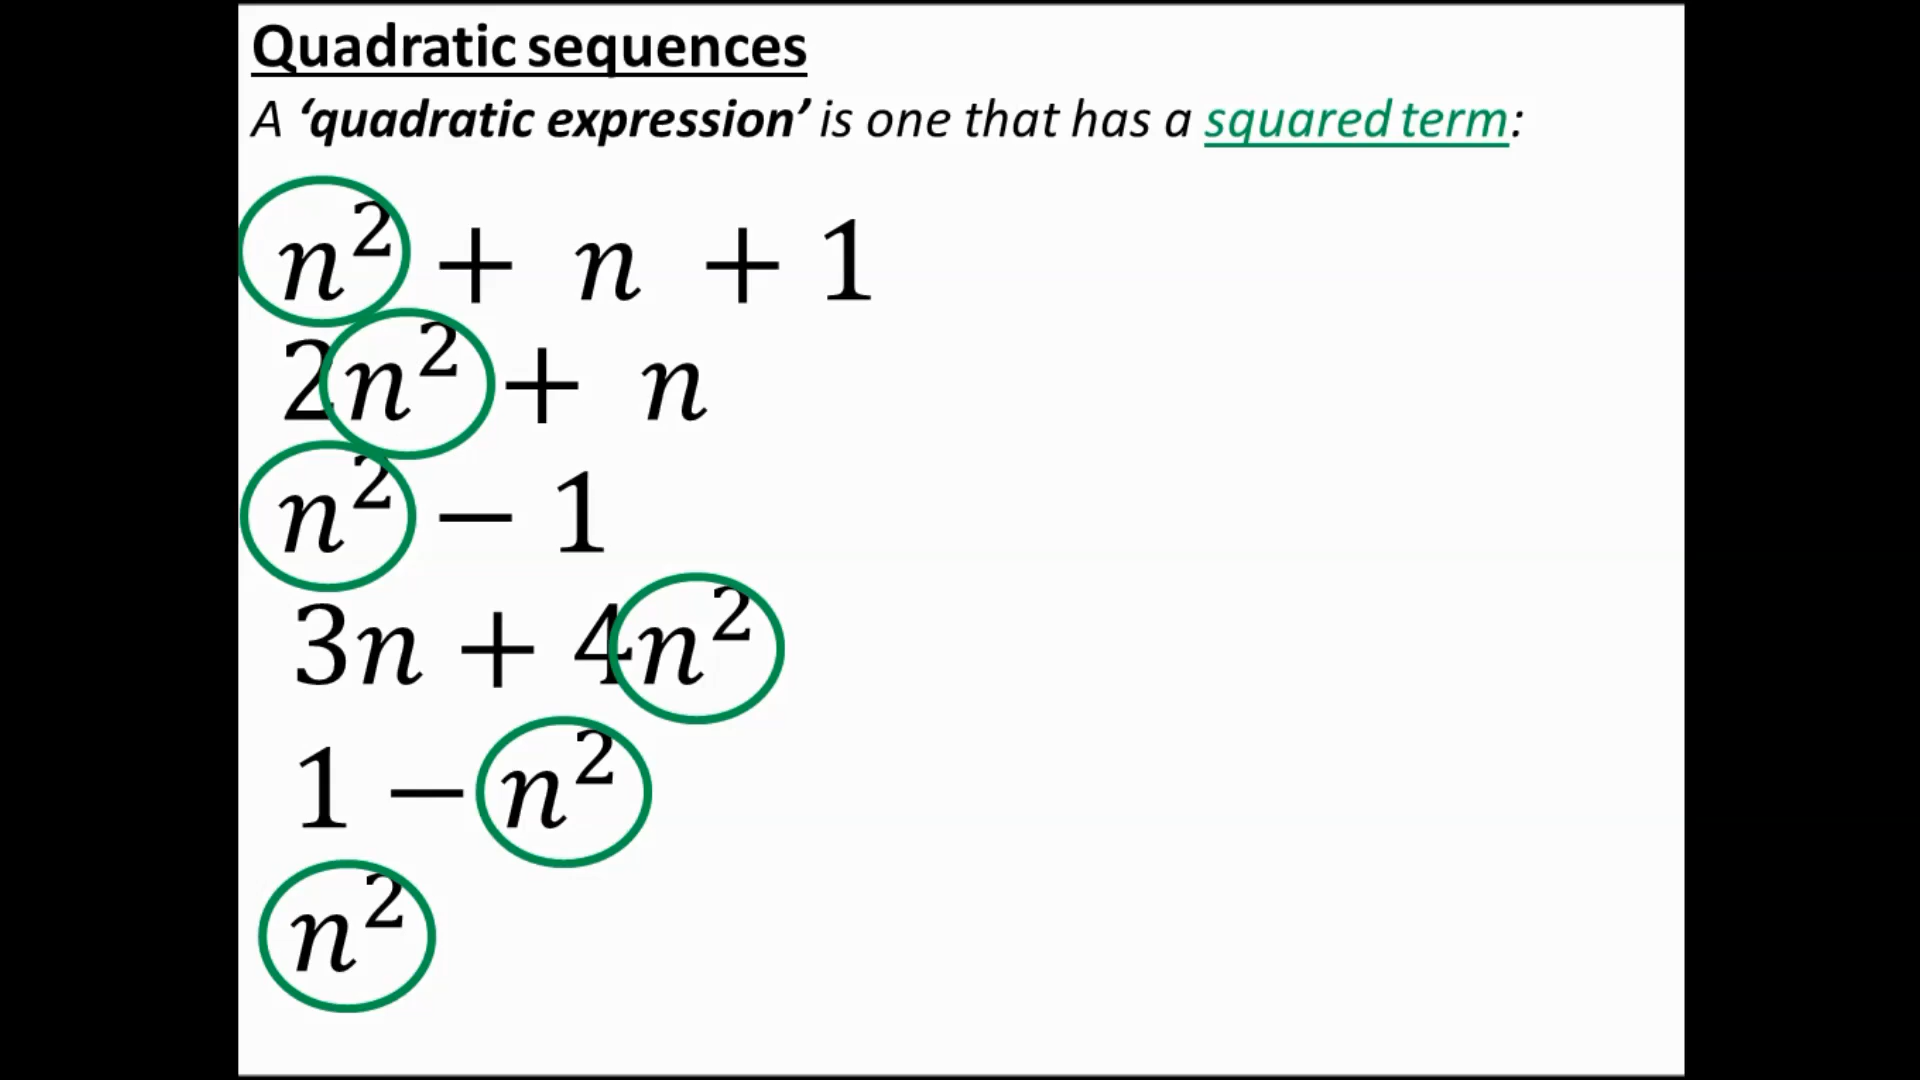 Quadratic sequences
A ‘quadratic expression’ is one that has a squared term:
n² + n + 1
2n² + n
n² − 1
3n + 4n²
1 − n²
n²